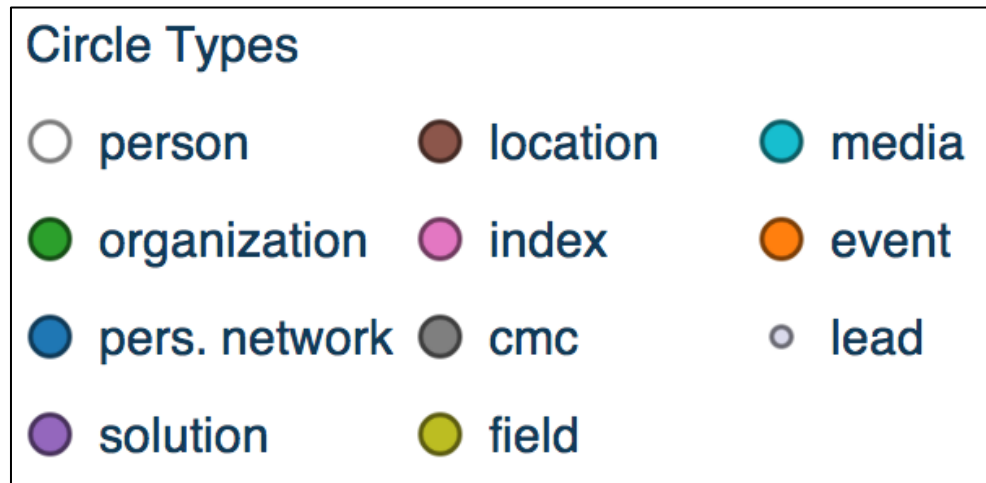 Circle Types
person location media
organization index event
pers. network cmc lead
solution field